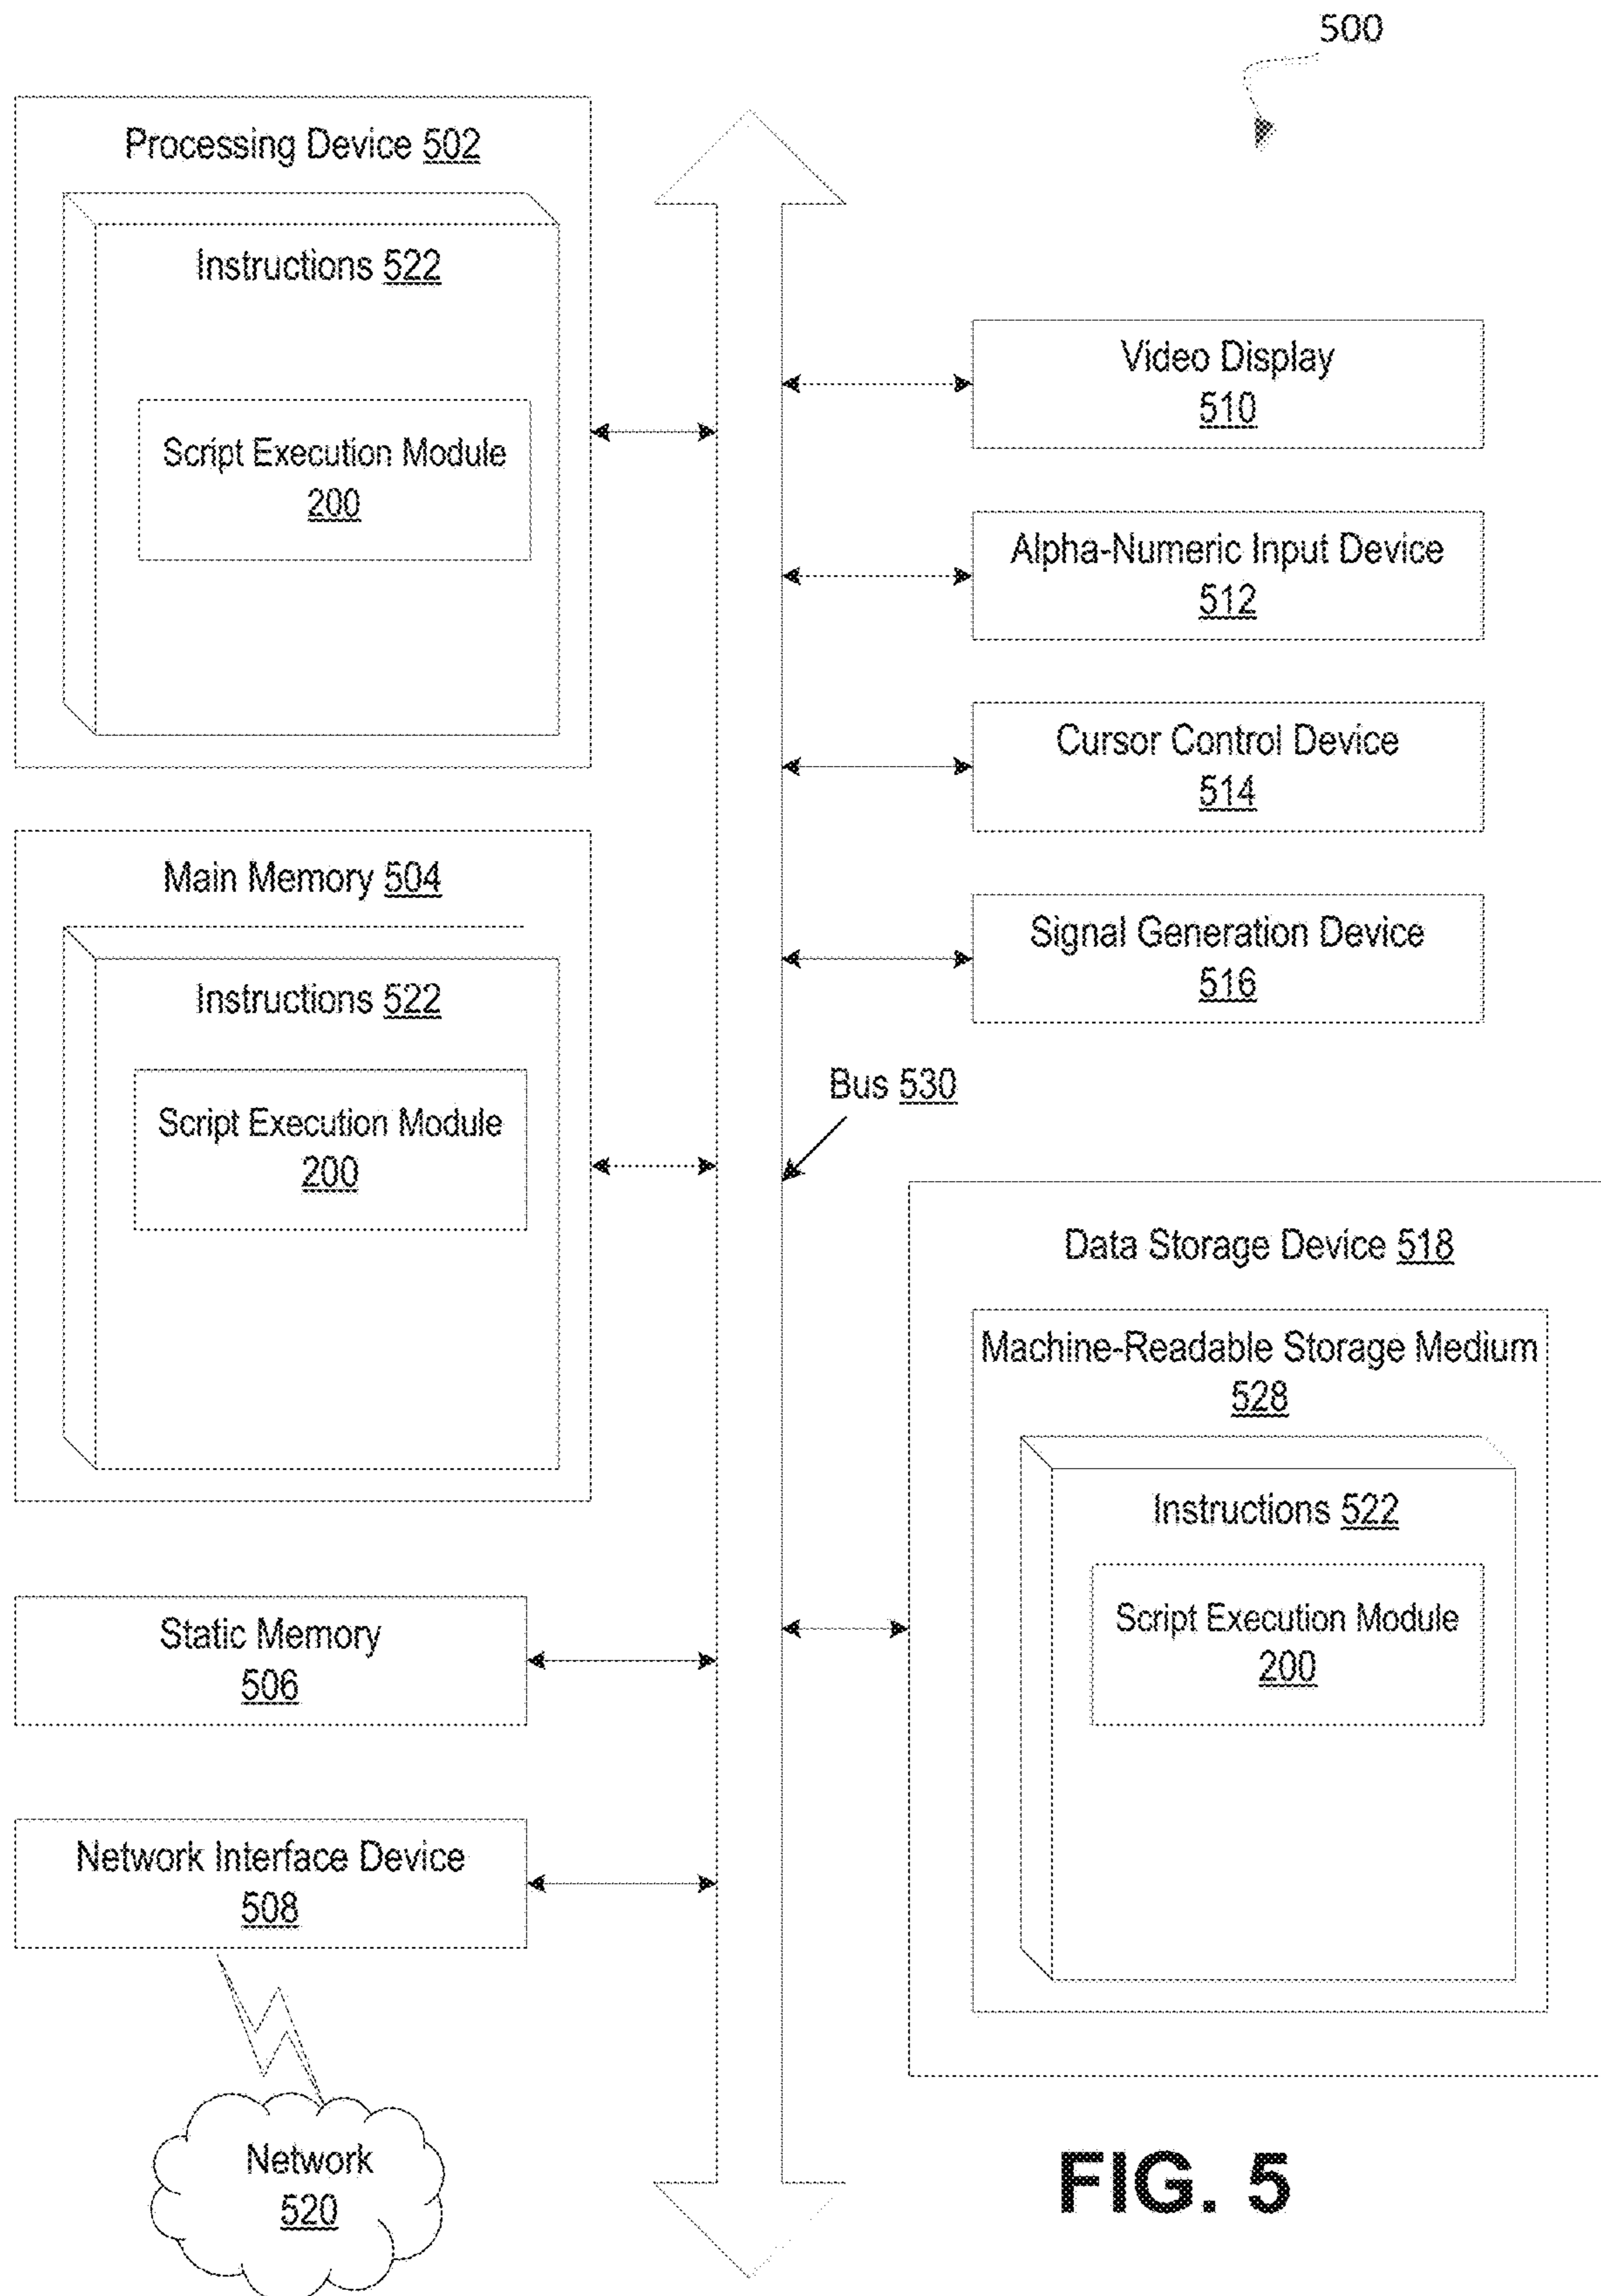 500
Processing Device 502
Instructions 522
Script Execution Module
200
Main Memory 504
Instructions 522
Script Execution Module
200
Static Memory
506
Network Interface Device
508
Network
520
Video Display
510
Alpha-Numeric Input Device
512
Cursor Control Device
514
Signal Generation Device
516
Bus 530
Data Storage Device 518
Machine-Readable Storage Medium
528
Instructions 522
Script Execution Module
200
FIG. 5